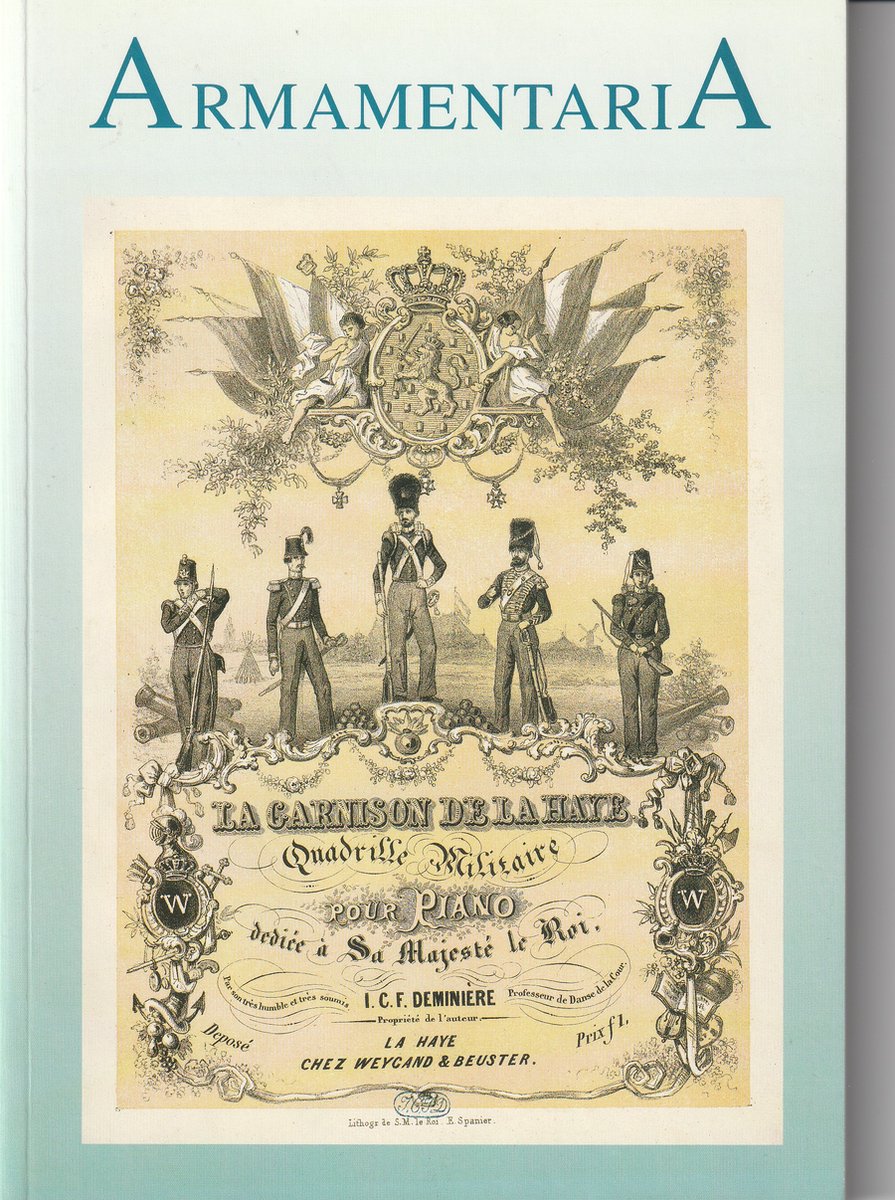 ARMAMENTARIA
LA GARNISON DE LA HAYE.
Quadrille Militaire
POUR PIANO
dediée à Sa Majesté le Roi.
Par son très humble et très soumis I. C. F. DEMINIÈRE Professeur de Danse de la Cour.
Propriété de l'auteur.
Deposé
LA HAYE
Prix f 1,
CHEZ WEYGAND & BEUSTER.
W
W
Lithogr de S.M. le Roi. E. Spanier.